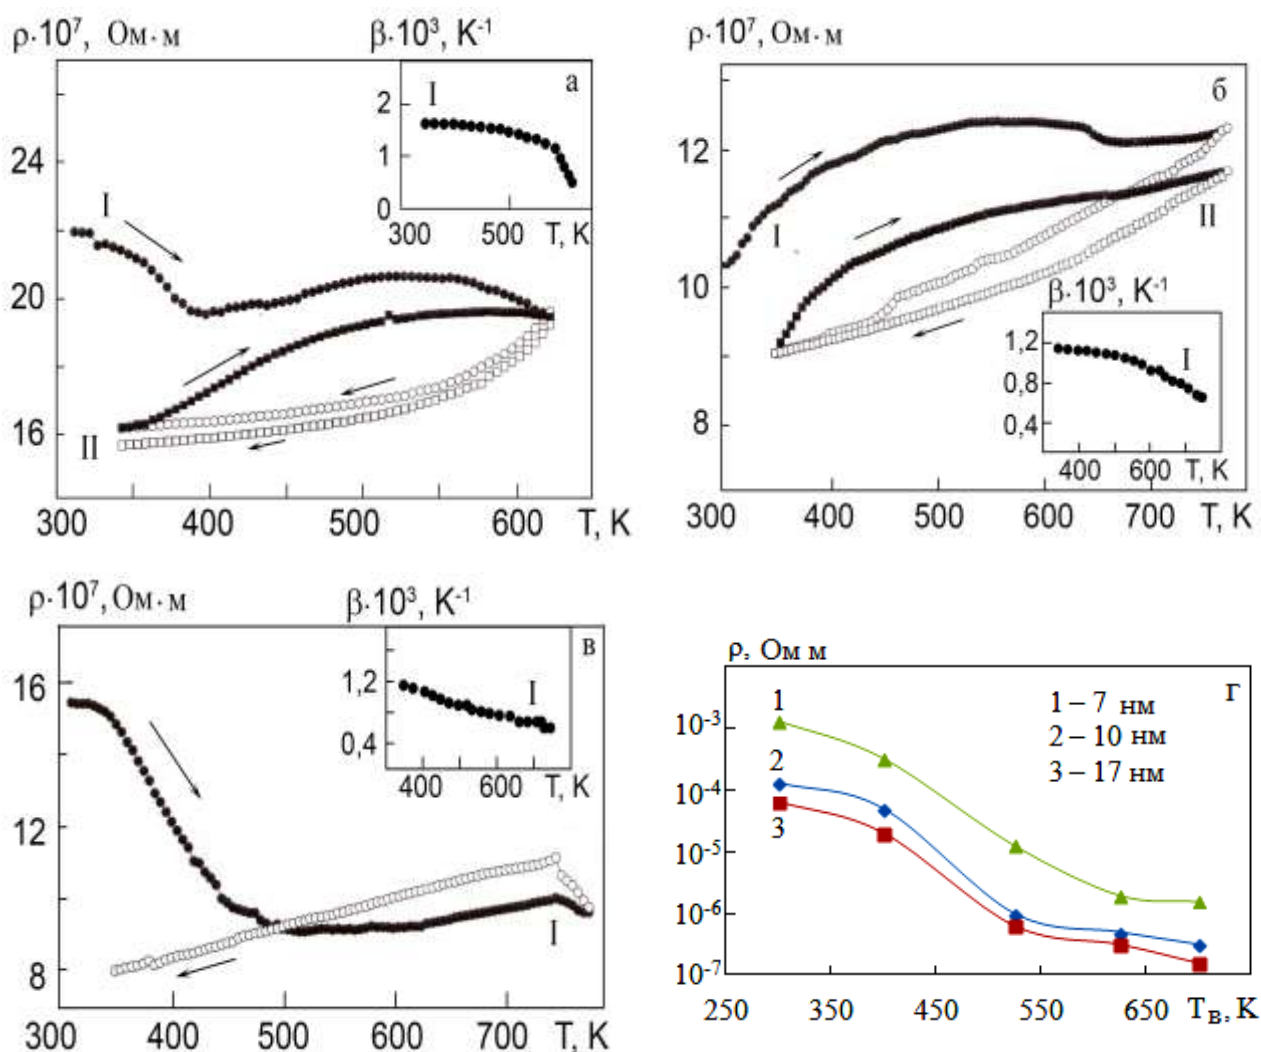 ρ·10⁷, Ом·м
β·10³, K⁻¹
а
I
2
1
0
300
500
T, K
24
20
16
I
II
300
400
500
600
T, K
ρ·10⁷, Ом·м
б
12
10
8
I
II
β·10³, K⁻¹
1,2
0,8
0,4
I
400
600
T, K
300
400
500
600
700
T, K
ρ·10⁷, Ом·м
β·10³, K⁻¹
в
1,2
0,4
I
400
600
T, K
16
12
8
I
300
400
500
600
700
T, K
ρ, Ом м
г
1
2
3
1 – 7 нм
2 – 10 нм
3 – 17 нм
10⁻³
10⁻⁴
10⁻⁵
10⁻⁶
10⁻⁷
250
350
450
550
650
Tв, K